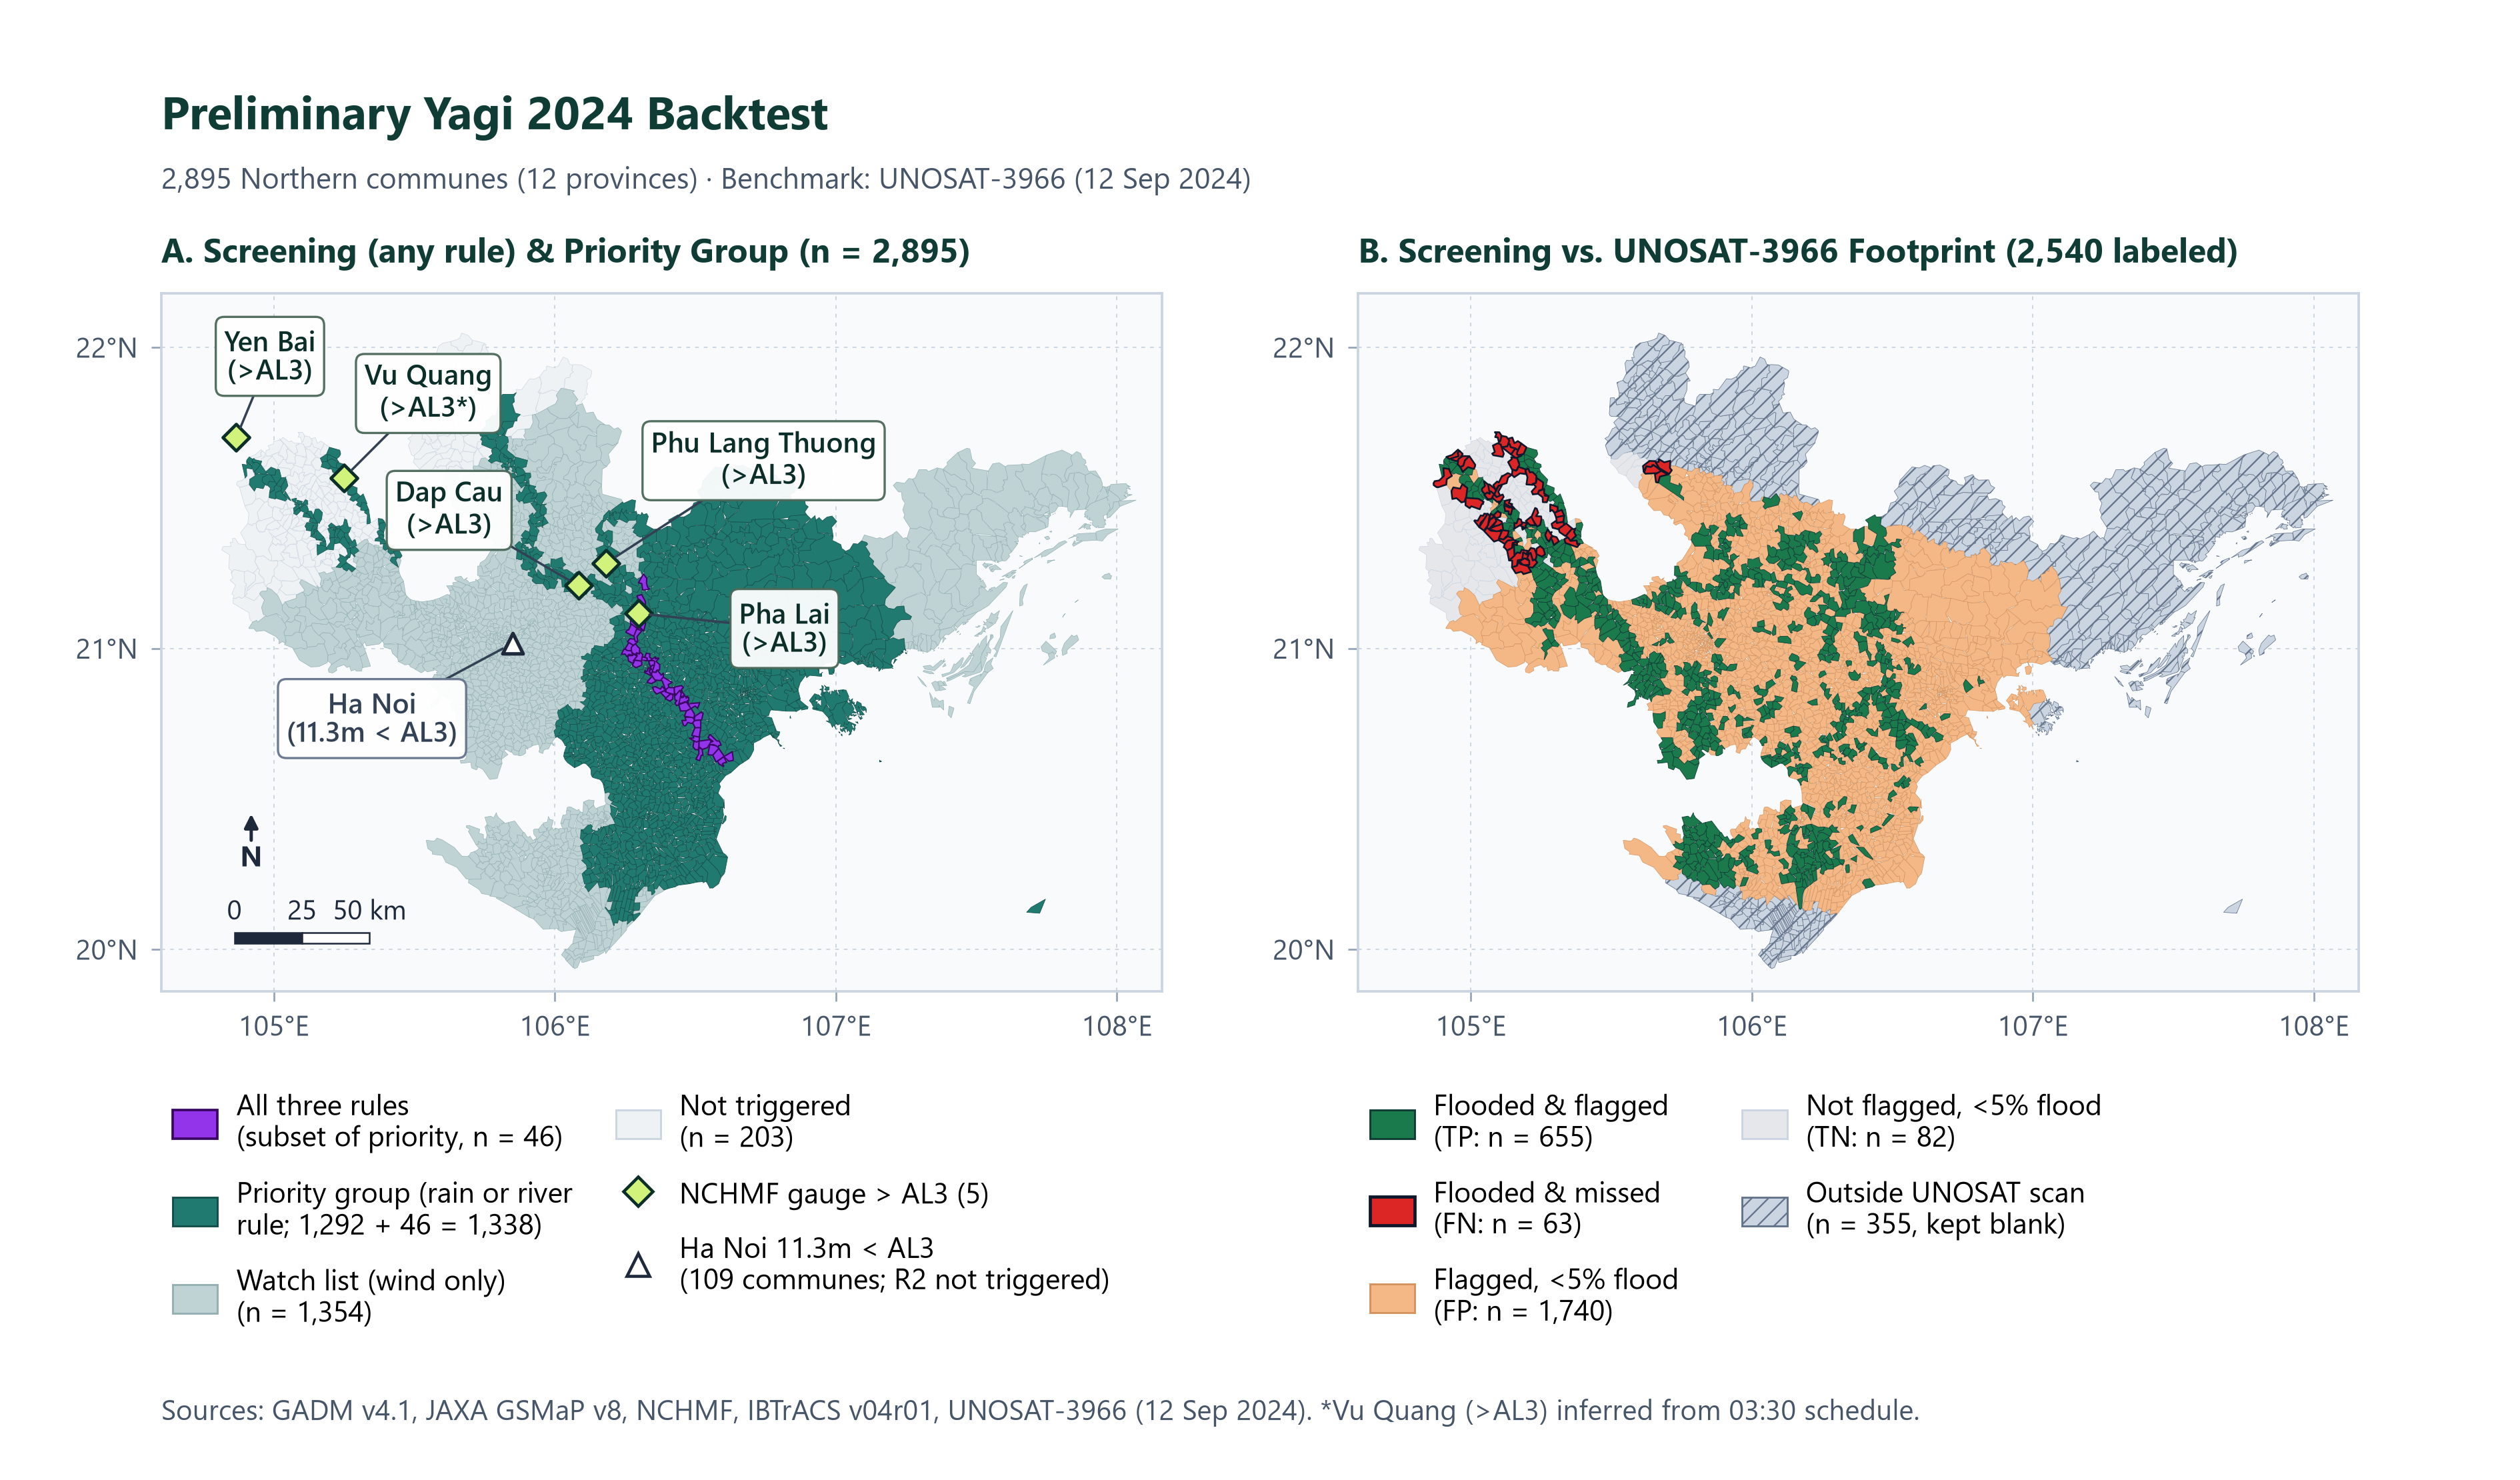 Preliminary Yagi 2024 Backtest
2,895 Northern communes (12 provinces) · Benchmark: UNOSAT-3966 (12 Sep 2024)
A. Screening (any rule) & Priority Group (n = 2,895)
22°N
21°N
20°N
105°E
106°E
107°E
108°E
Yen Bai
(>AL3)
Vu Quang
(>AL3*)
Phu Lang Thuong
(>AL3)
Dap Cau
(>AL3)
Pha Lai
(>AL3)
Ha Noi
(11.3m < AL3)
N
0 25 50 km
All three rules
(subset of priority, n = 46)
Priority group (rain or river
rule; 1,292 + 46 = 1,338)
Watch list (wind only)
(n = 1,354)
Not triggered
(n = 203)
NCHMF gauge > AL3 (5)
Ha Noi 11.3m < AL3
(109 communes; R2 not triggered)
B. Screening vs. UNOSAT-3966 Footprint (2,540 labeled)
22°N
21°N
20°N
105°E
106°E
107°E
108°E
Flooded & flagged
(TP: n = 655)
Flooded & missed
(FN: n = 63)
Flagged, <5% flood
(FP: n = 1,740)
Not flagged, <5% flood
(TN: n = 82)
Outside UNOSAT scan
(n = 355, kept blank)
Sources: GADM v4.1, JAXA GSMaP v8, NCHMF, IBTrACS v04r01, UNOSAT-3966 (12 Sep 2024). *Vu Quang (>AL3) inferred from 03:30 schedule.